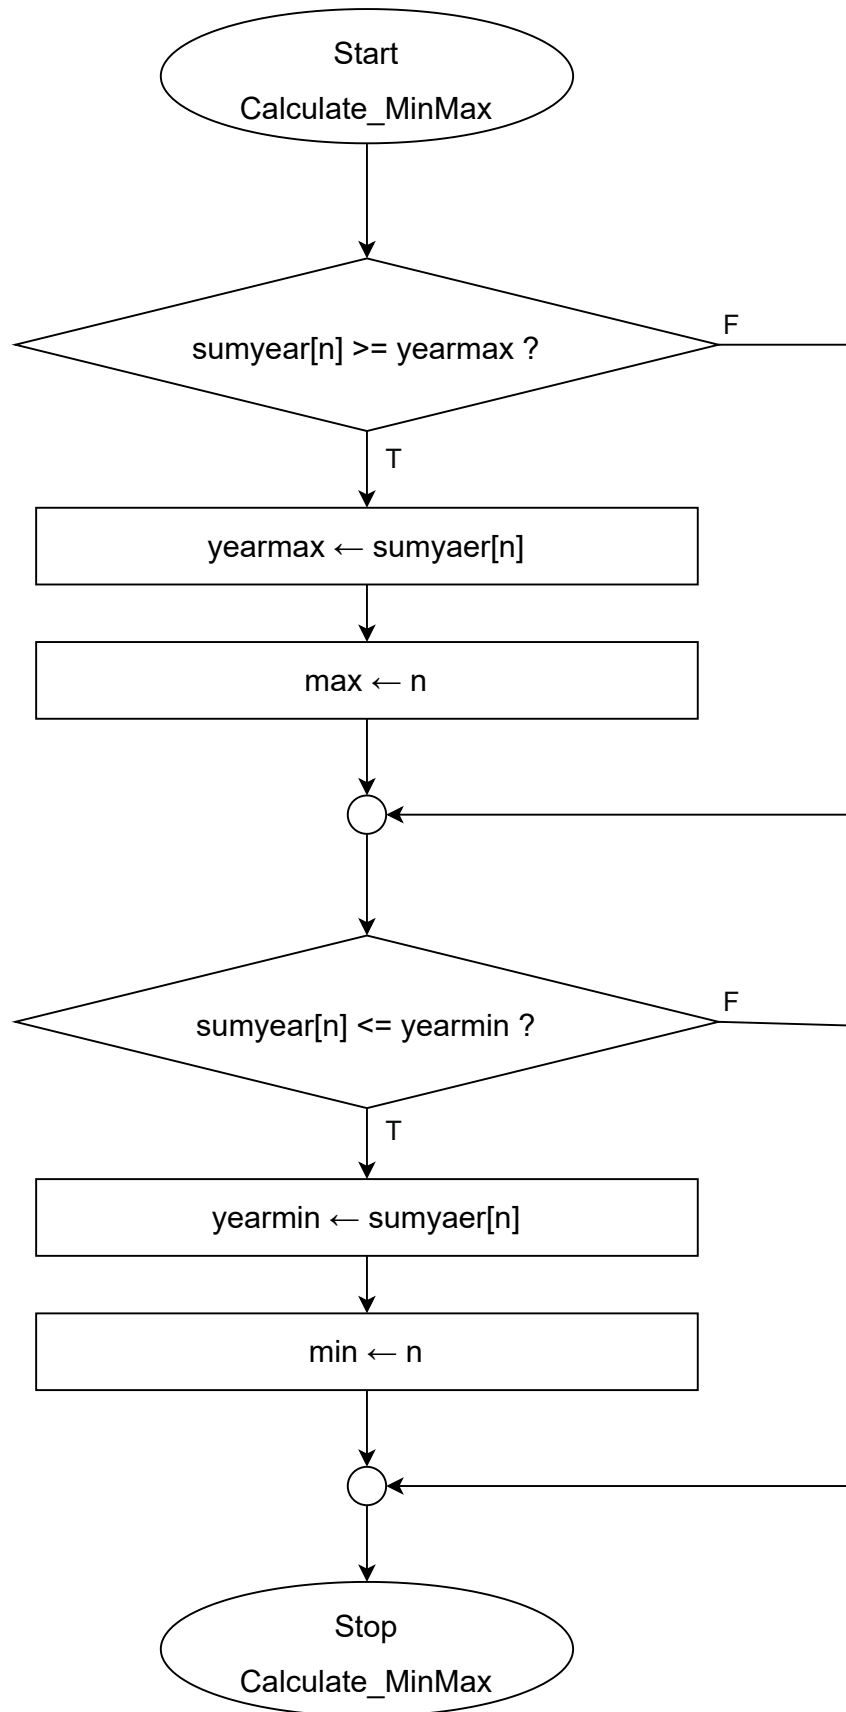 Start
Calculate_MinMax
sumyear[n] >= yearmax ?
F
T
yearmax ← sumyaer[n]
max ← n
sumyear[n] <= yearmin ?
F
T
yearmin ← sumyaer[n]
min ← n
Stop
Calculate_MinMax